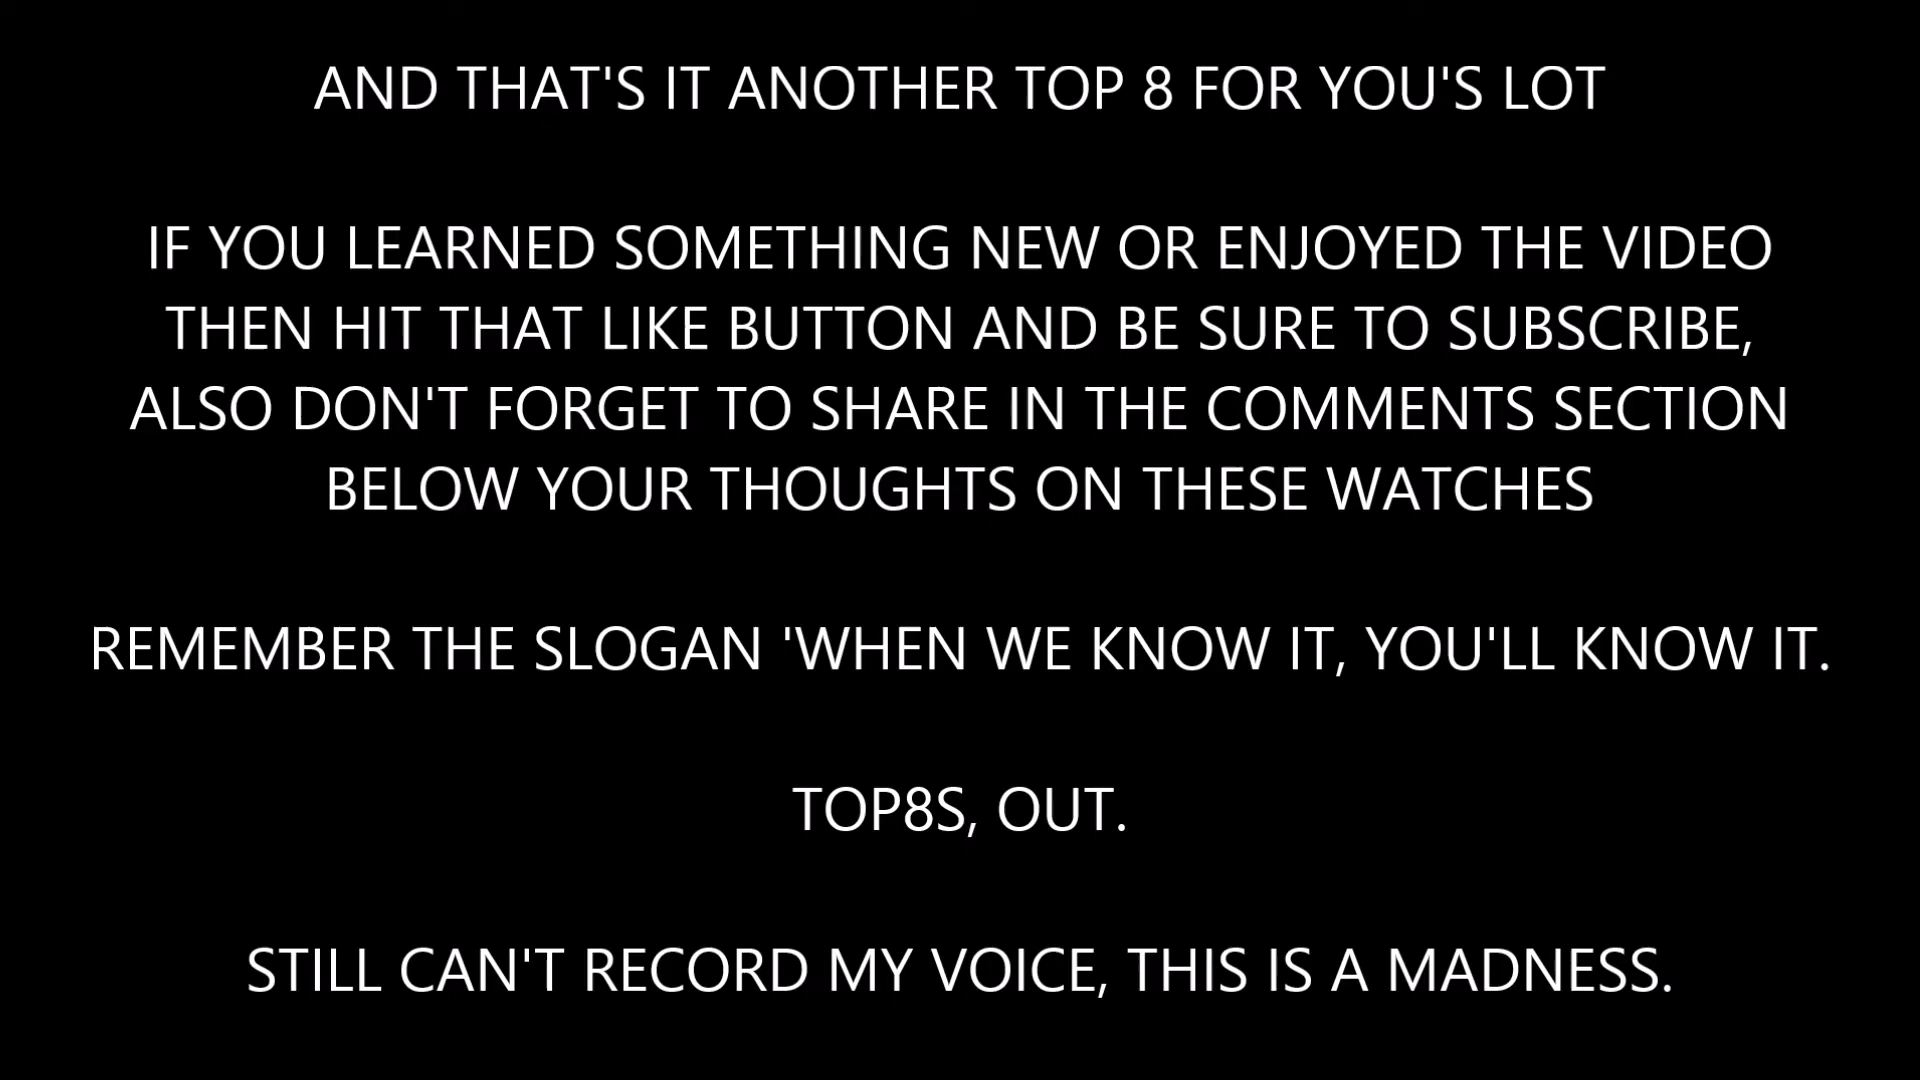 AND THAT'S IT ANOTHER TOP 8 FOR YOU'S LOT
IF YOU LEARNED SOMETHING NEW OR ENJOYED THE VIDEO
THEN HIT THAT LIKE BUTTON AND BE SURE TO SUBSCRIBE,
ALSO DON'T FORGET TO SHARE IN THE COMMENTS SECTION
BELOW YOUR THOUGHTS ON THESE WATCHES
REMEMBER THE SLOGAN 'WHEN WE KNOW IT, YOU'LL KNOW IT.
TOP8S, OUT.
STILL CAN'T RECORD MY VOICE, THIS IS A MADNESS.